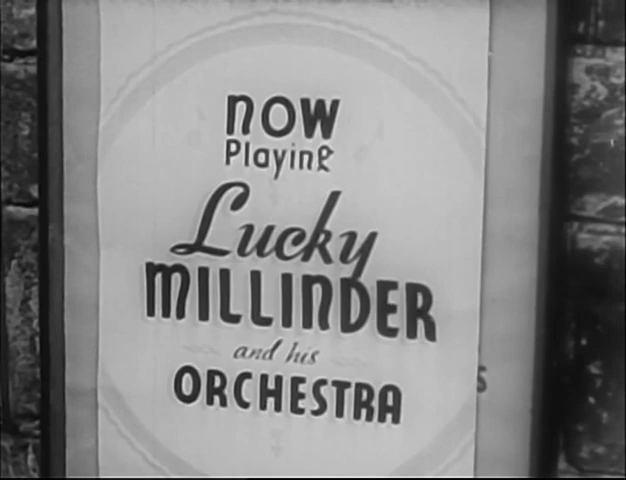 NOW
Playing
Lucky
MILLINDER
and his
ORCHESTRA
S